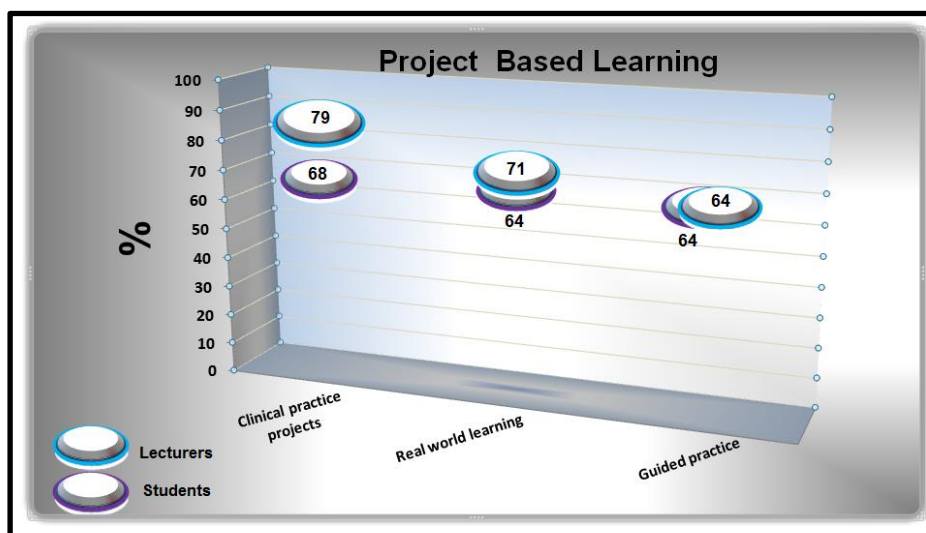 Project Based Learning
100
90
80
70
60
50
40
30
20
10
0
%
79
68
71
64
64
64
Clinical practice
projects
Real world learning
Guided practice
Lecturers
Students